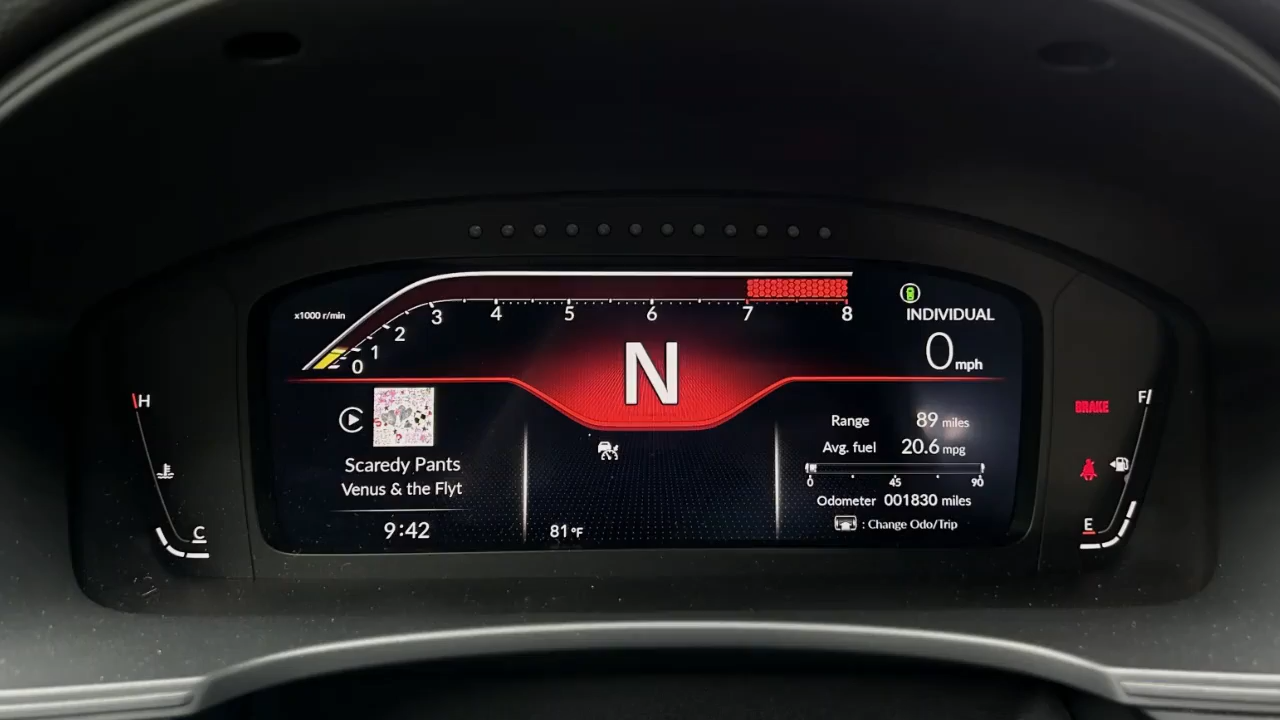 x1000 r/min
0 1 2 3 4 5 6 7 8
INDIVIDUAL
0 mph
N
H
C
Scaredy Pants
Venus & the Flyt
9:42
81°F
Range 89 miles
Avg. fuel 20.6 mpg
0 45 90
Odometer 001830 miles
: Change Odo/Trip
BRAKE
F
E